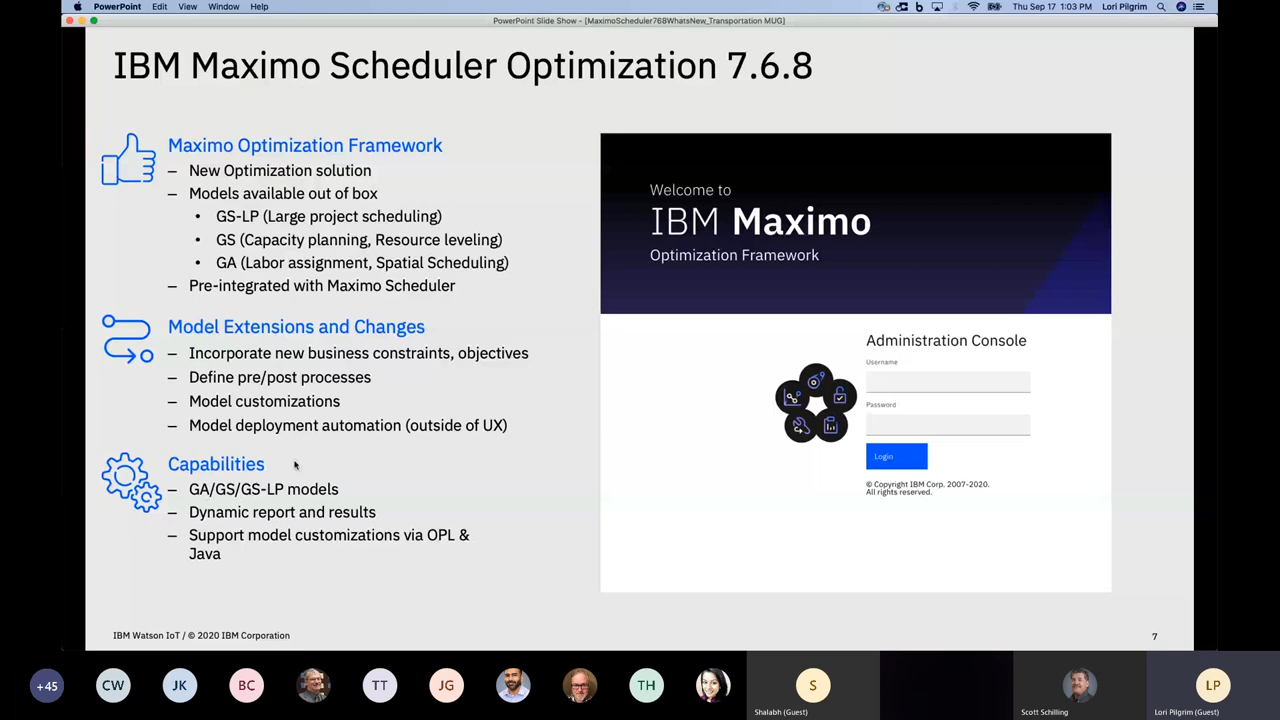 PowerPoint Edit View Window Help Thu Sep 17 1:03 PM Lori Pilgrim
PowerPoint Slide Show - [MaximoScheduler768WhatsNew_Transportation MUG]
IBM Maximo Scheduler Optimization 7.6.8
Maximo Optimization Framework
– New Optimization solution
– Models available out of box
• GS-LP (Large project scheduling)
• GS (Capacity planning, Resource leveling)
• GA (Labor assignment, Spatial Scheduling)
– Pre-integrated with Maximo Scheduler
Model Extensions and Changes
– Incorporate new business constraints, objectives
– Define pre/post processes
– Model customizations
– Model deployment automation (outside of UX)
Capabilities
– GA/GS/GS-LP models
– Dynamic report and results
– Support model customizations via OPL &
Java
Welcome to
IBM Maximo
Optimization Framework
Administration Console
Username
Password
Login
© Copyright IBM Corp. 2007-2020.
All rights reserved.
IBM Watson IoT / © 2020 IBM Corporation
7
+45 CW JK BC TT JG TH S LP
Shalabh (Guest) Scott Schilling Lori Pilgrim (Guest)